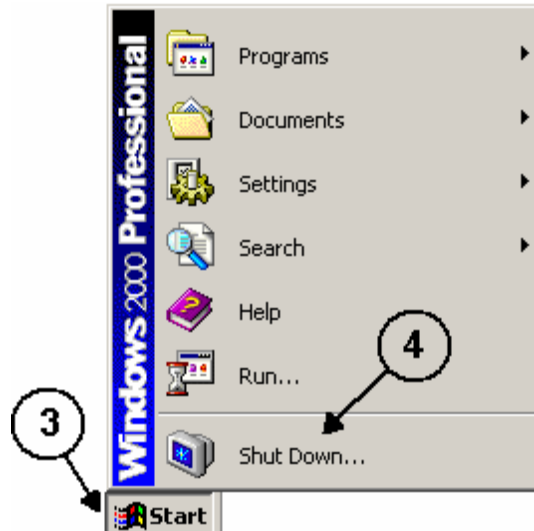 Windows 2000 Professional
Programs
Documents
Settings
Search
Help
Run...
4
3
Shut Down...
Start